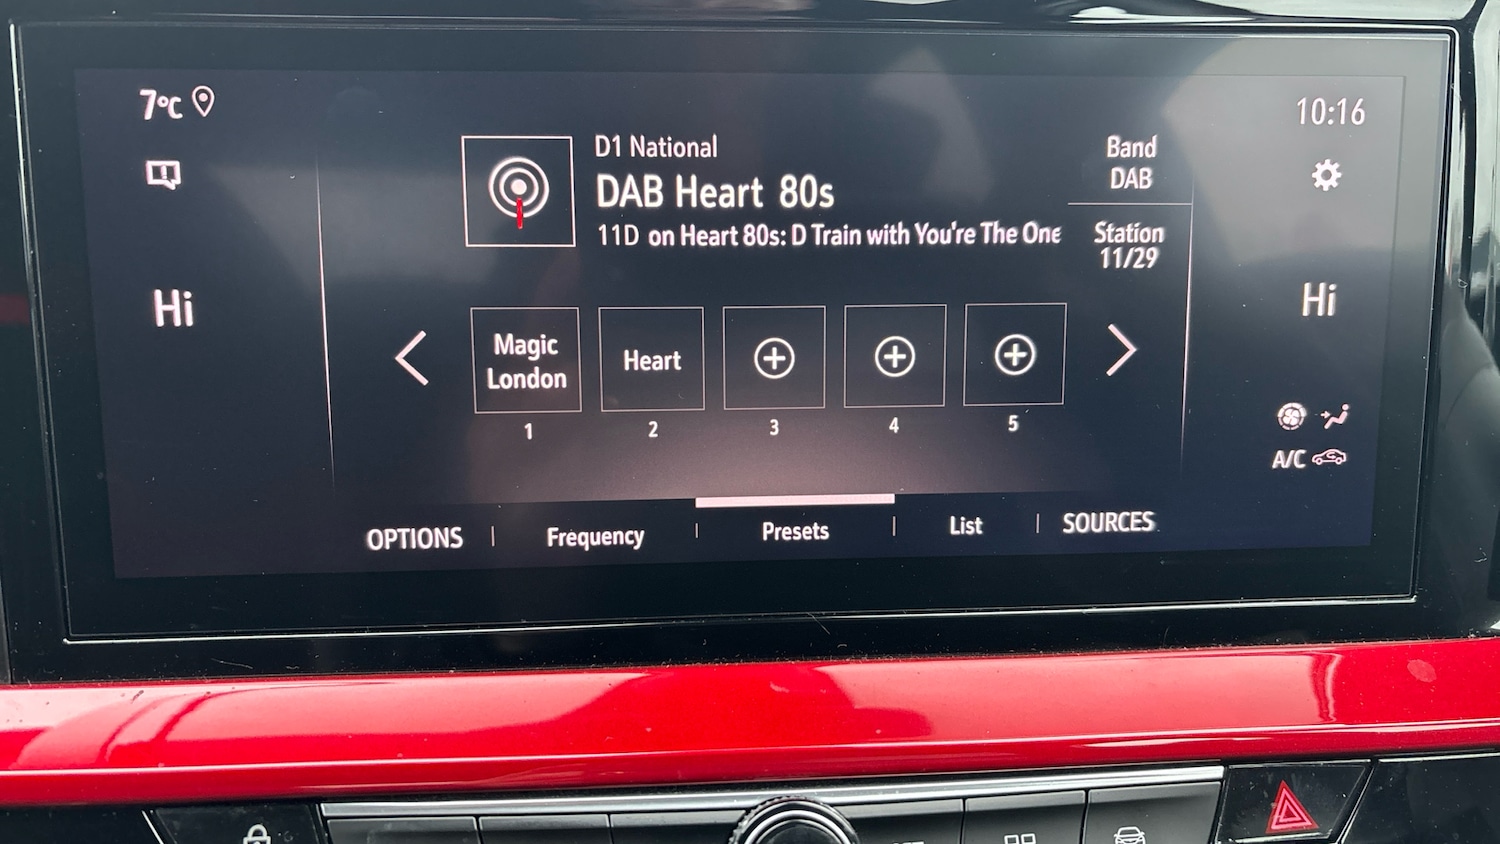 7°C
10:16
D1 National
DAB Heart 80s
11D on Heart 80s: D Train with You're The One
Band
DAB
Station
11/29
Hi
Hi
Magic
London
Heart
1
2
3
4
5
A/C
OPTIONS
Frequency
Presets
List
SOURCES